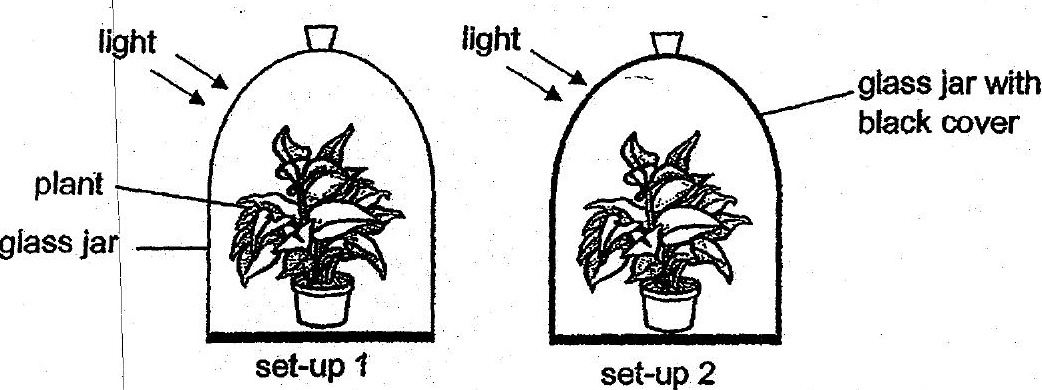 light
light
glass jar with
black cover
plant
glass jar
set-up 1
set-up 2